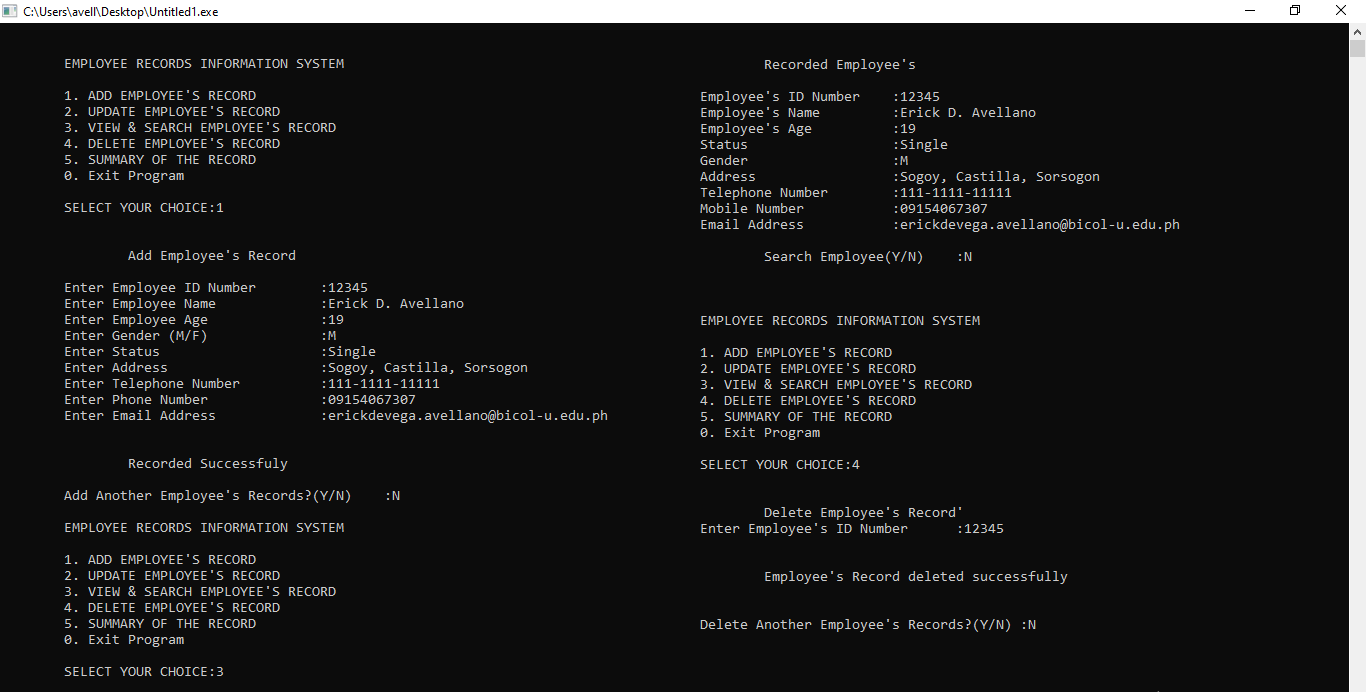 C:\Users\avell\Desktop\Untitled1.exe
EMPLOYEE RECORDS INFORMATION SYSTEM
1. ADD EMPLOYEE'S RECORD
2. UPDATE EMPLOYEE'S RECORD
3. VIEW & SEARCH EMPLOYEE'S RECORD
4. DELETE EMPLOYEE'S RECORD
5. SUMMARY OF THE RECORD
0. Exit Program
SELECT YOUR CHOICE:1
Add Employee's Record
Enter Employee ID Number :12345
Enter Employee Name :Erick D. Avellano
Enter Employee Age :19
Enter Gender (M/F) :M
Enter Status :Single
Enter Address :Sogoy, Castilla, Sorsogon
Enter Telephone Number :111-1111-11111
Enter Phone Number :09154067307
Enter Email Address :erickdevega.avellano@bicol-u.edu.ph
Recorded Successfuly
Add Another Employee's Records?(Y/N) :N
EMPLOYEE RECORDS INFORMATION SYSTEM
1. ADD EMPLOYEE'S RECORD
2. UPDATE EMPLOYEE'S RECORD
3. VIEW & SEARCH EMPLOYEE'S RECORD
4. DELETE EMPLOYEE'S RECORD
5. SUMMARY OF THE RECORD
0. Exit Program
SELECT YOUR CHOICE:3
Recorded Employee's
Employee's ID Number :12345
Employee's Name :Erick D. Avellano
Employee's Age :19
Status :Single
Gender :M
Address :Sogoy, Castilla, Sorsogon
Telephone Number :111-1111-11111
Mobile Number :09154067307
Email Address :erickdevega.avellano@bicol-u.edu.ph
Search Employee(Y/N) :N
EMPLOYEE RECORDS INFORMATION SYSTEM
1. ADD EMPLOYEE'S RECORD
2. UPDATE EMPLOYEE'S RECORD
3. VIEW & SEARCH EMPLOYEE'S RECORD
4. DELETE EMPLOYEE'S RECORD
5. SUMMARY OF THE RECORD
0. Exit Program
SELECT YOUR CHOICE:4
Delete Employee's Record'
Enter Employee's ID Number :12345
Employee's Record deleted successfully
Delete Another Employee's Records?(Y/N) :N